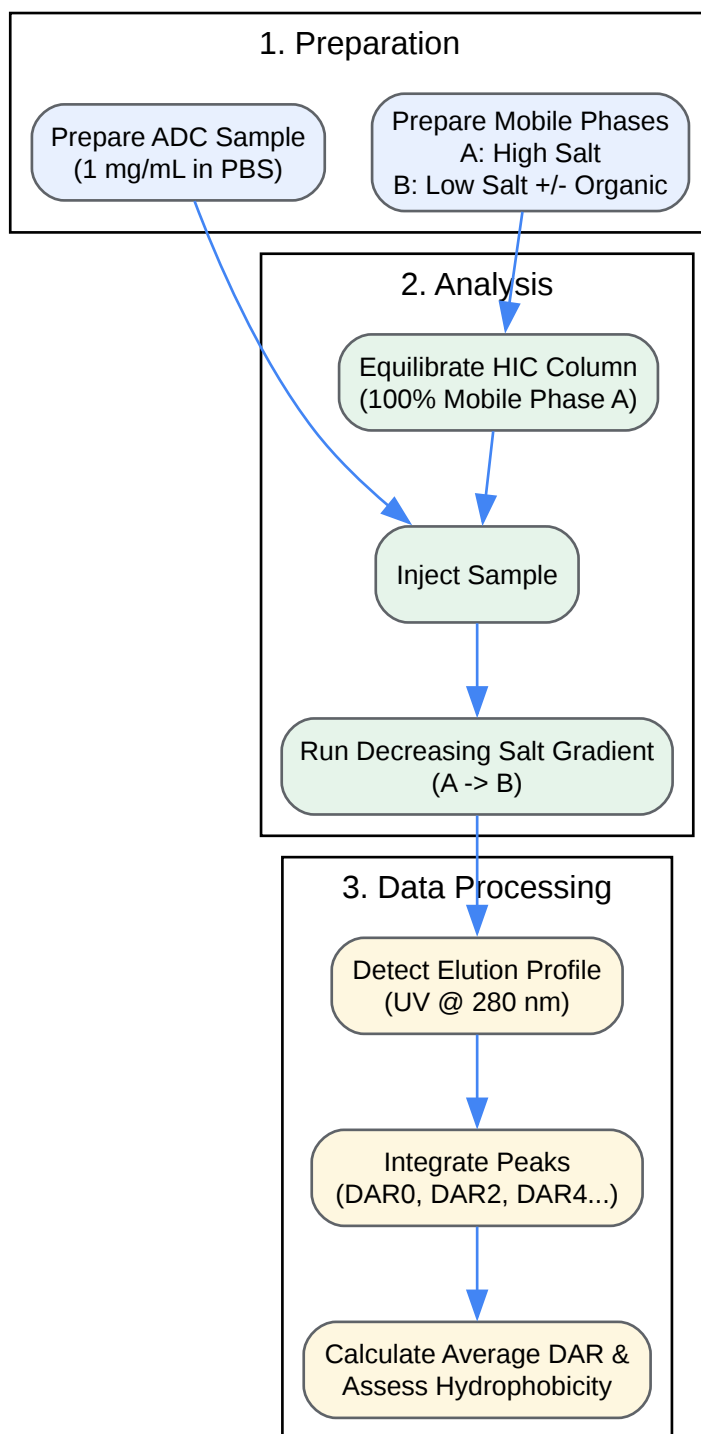 1. Preparation
Prepare ADC Sample
(1 mg/mL in PBS)
Prepare Mobile Phases
A: High Salt
B: Low Salt +/- Organic
2. Analysis
Equilibrate HIC Column
(100% Mobile Phase A)
Inject Sample
Run Decreasing Salt Gradient
(A -> B)
3. Data Processing
Detect Elution Profile
(UV @ 280 nm)
Integrate Peaks
(DAR0, DAR2, DAR4...)
Calculate Average DAR &
Assess Hydrophobicity